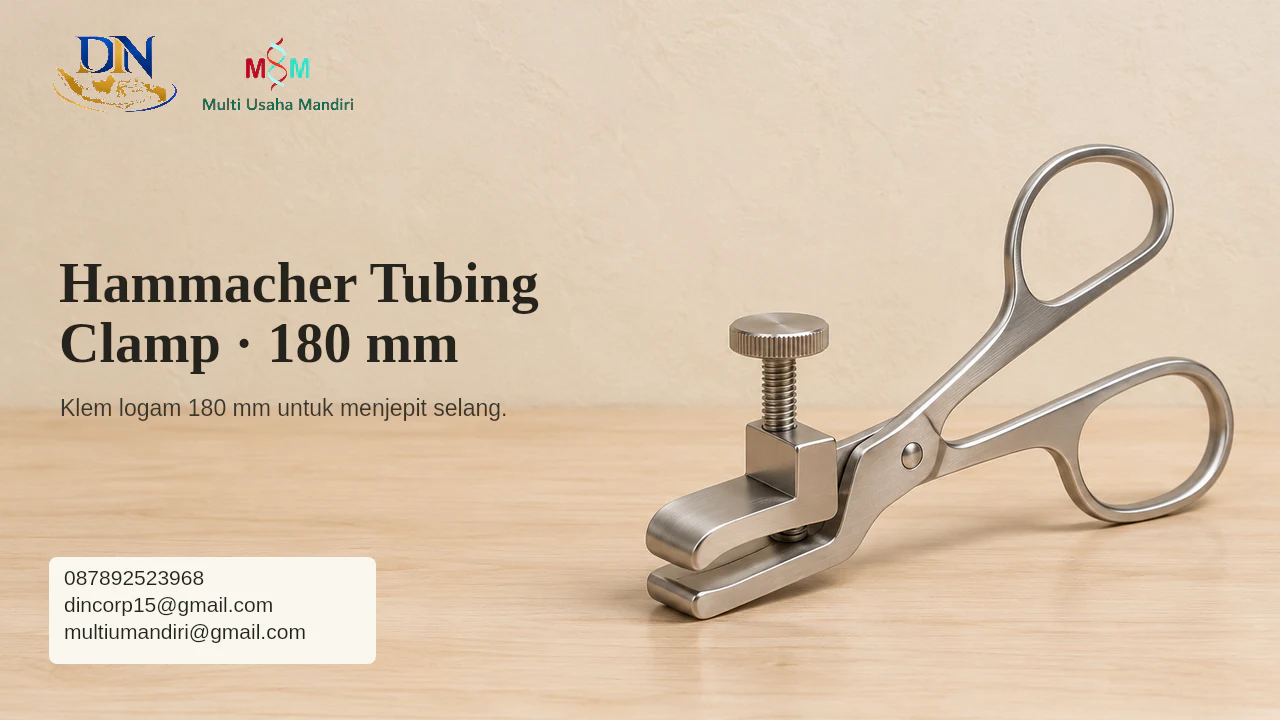 DN
MSM
Multi Usaha Mandiri
Hammacher Tubing
Clamp · 180 mm
Klem logam 180 mm untuk menjepit selang.
087892523968
dincorp15@gmail.com
multiumandiri@gmail.com